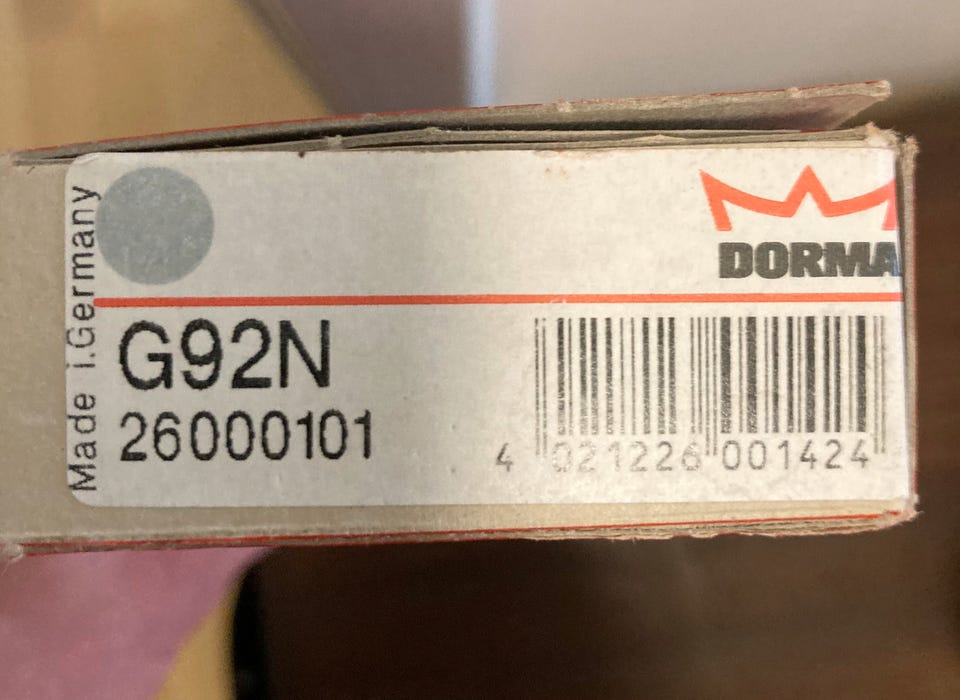 Made i.Germany
DORMA
G92N
26000101
4 021226 001424